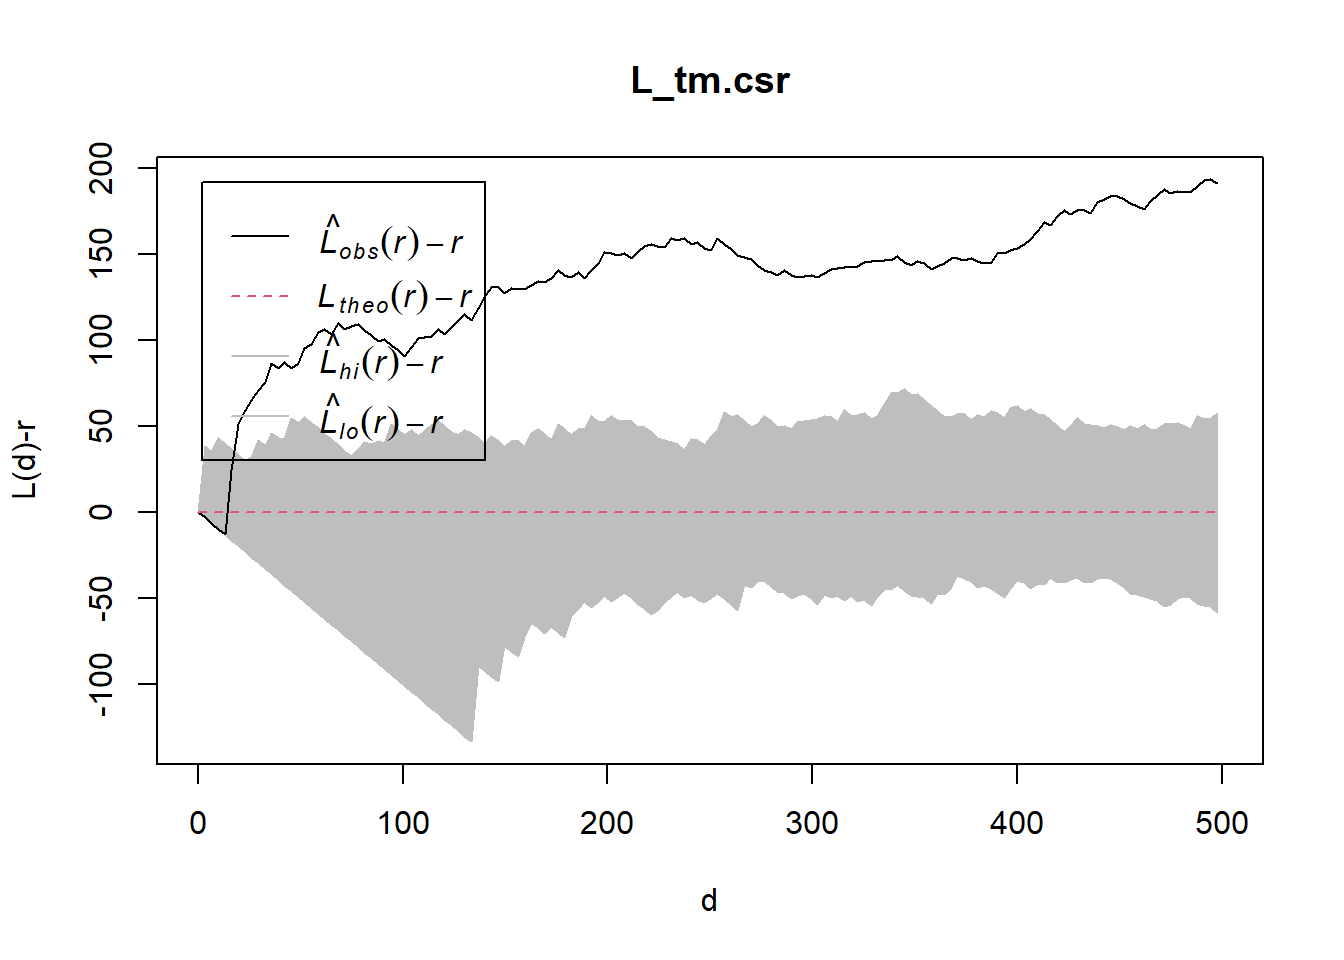 L_tm.csr
L(d)-r
200
150
100
50
0
-50
-100
L̂obs(r) − r
Ltheo(r) − r
L̂hi(r) − r
L̂lo(r) − r
0 100 200 300 400 500
d